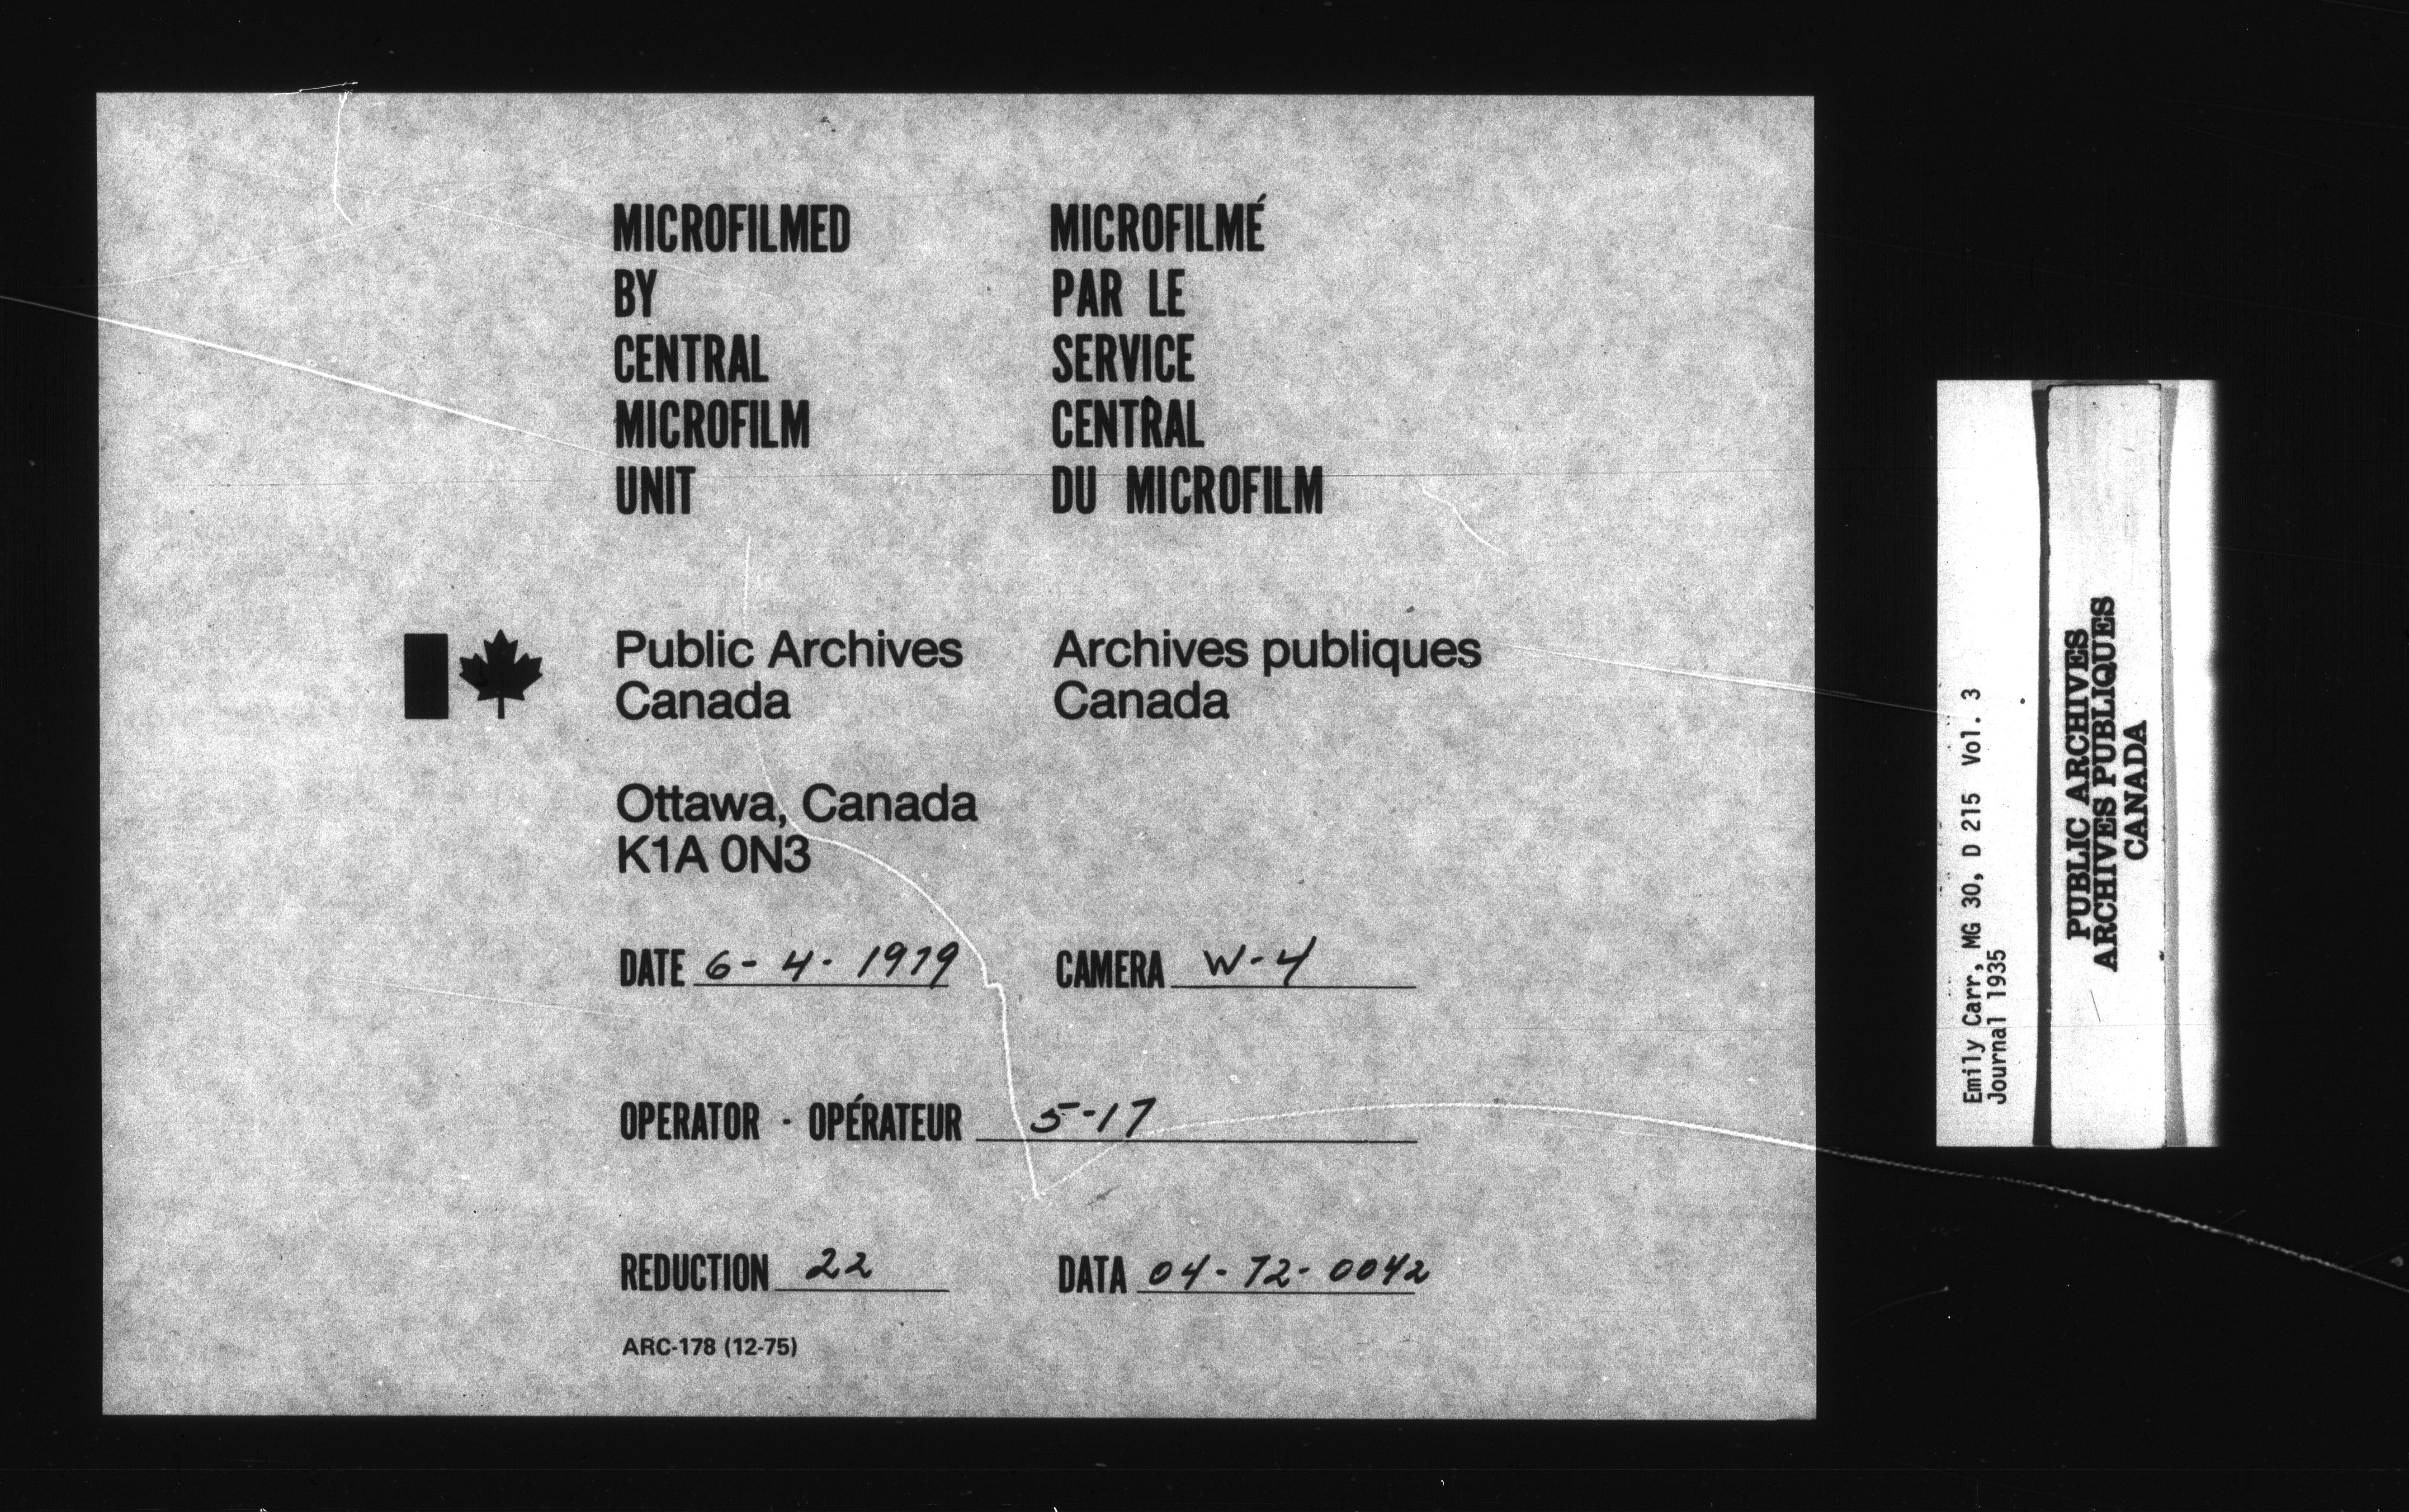 MICROFILMED
BY
CENTRAL
MICROFILM
UNIT
MICROFILMÉ
PAR LE
SERVICE
CENTRAL
DU MICROFILM
Public Archives
Canada
Archives publiques
Canada
Ottawa, Canada
K1A 0N3
DATE 6-4-1979
CAMERA W-4
OPERATOR - OPÉRATEUR 5-17
REDUCTION 22
DATA 04-72-0042
ARC-178 (12-75)
Emily Carr, MG 30, D 215 Vol. 3
Journal 1935
PUBLIC ARCHIVES
ARCHIVES PUBLIQUES
CANADA